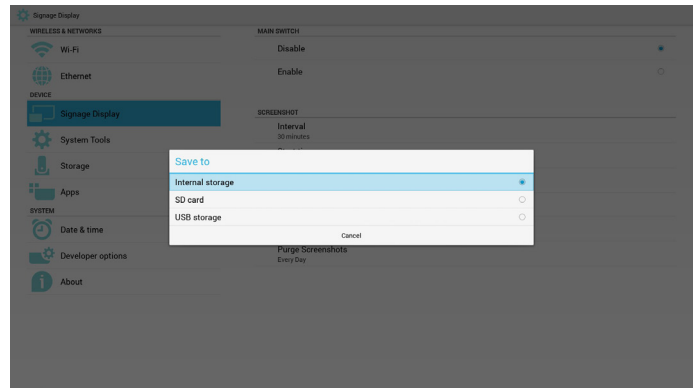 Signage Display
WIRELESS & NETWORKS
Wi-Fi
Ethernet
DEVICE
Signage Display
System Tools
Storage
Apps
SYSTEM
Date & time
Developer options
About
MAIN SWITCH
Disable
Enable
SCREENSHOT
Interval
30 minutes
Save to
Internal storage
SD card
USB storage
Cancel
Purge Screenshots
Every Day